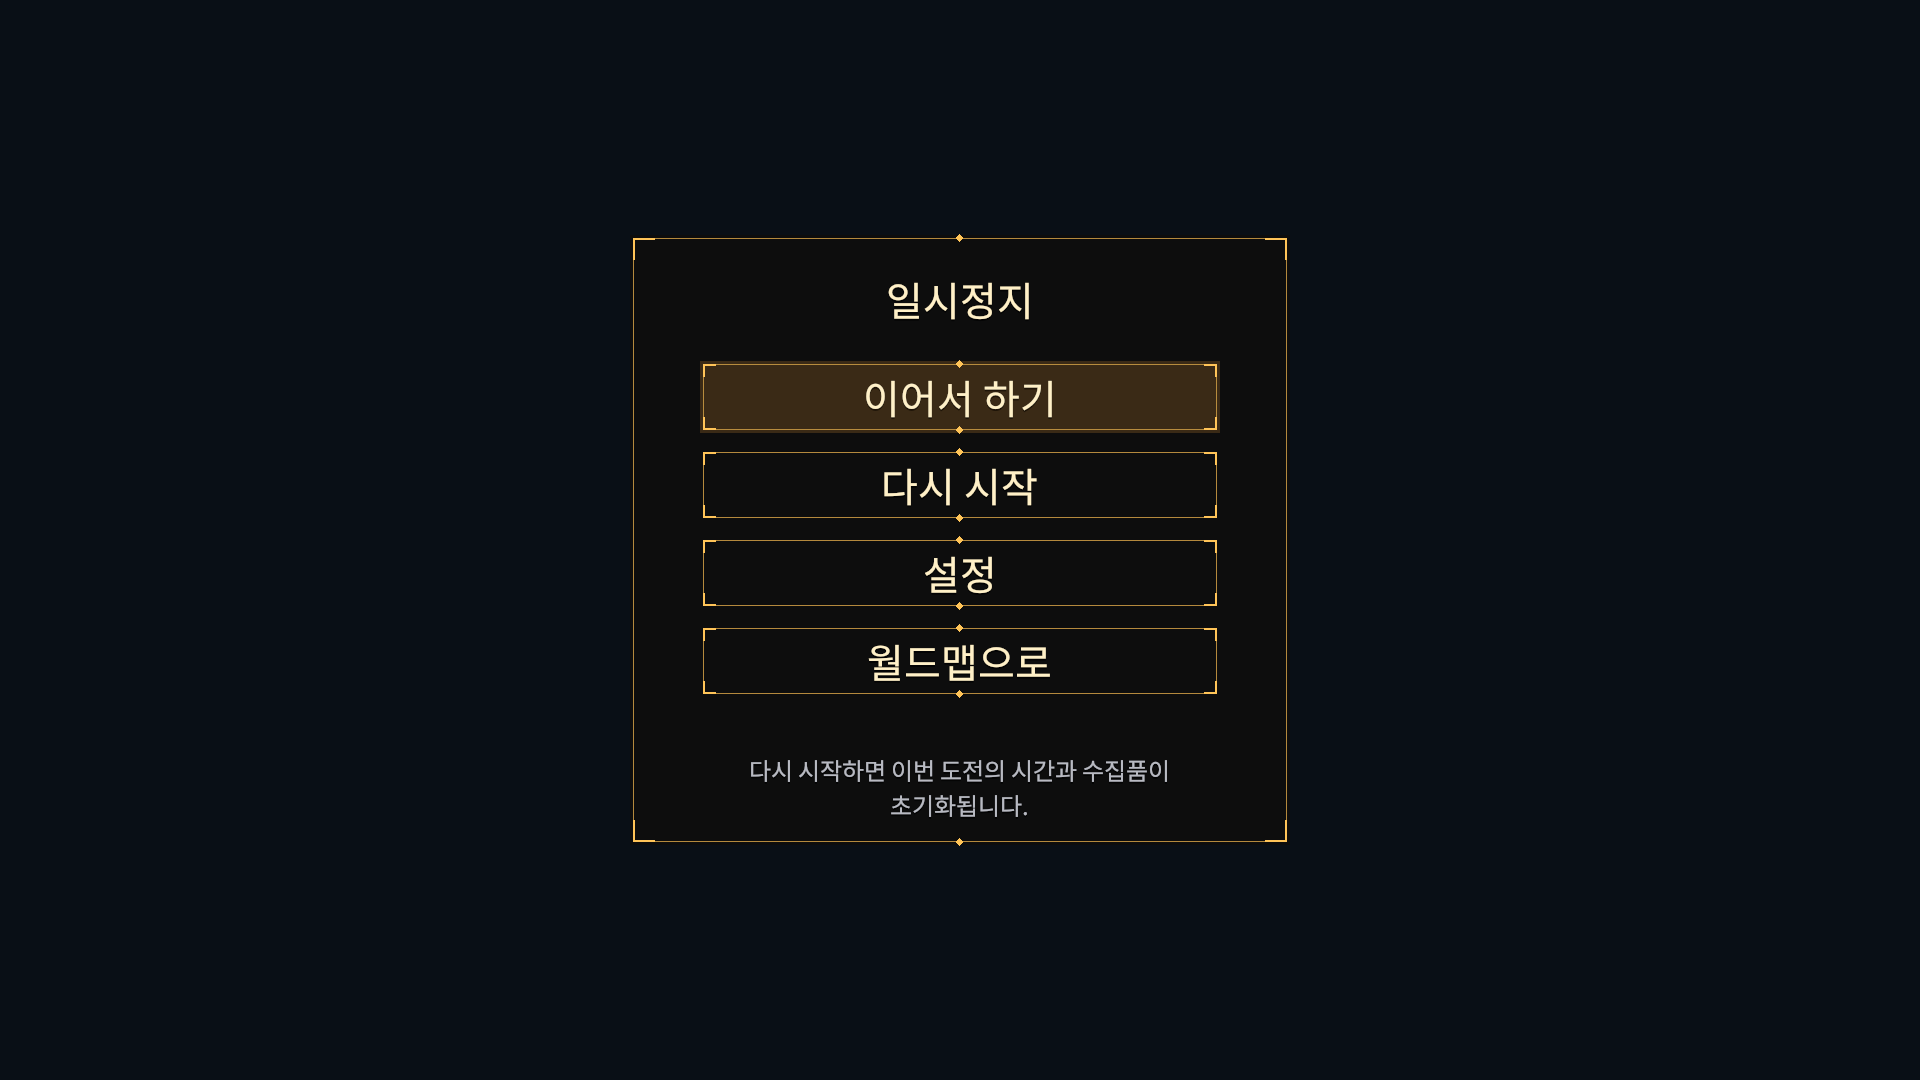 일시정지
이어서 하기
다시 시작
설정
월드맵으로
다시 시작하면 이번 도전의 시간과 수집품이
초기화됩니다.